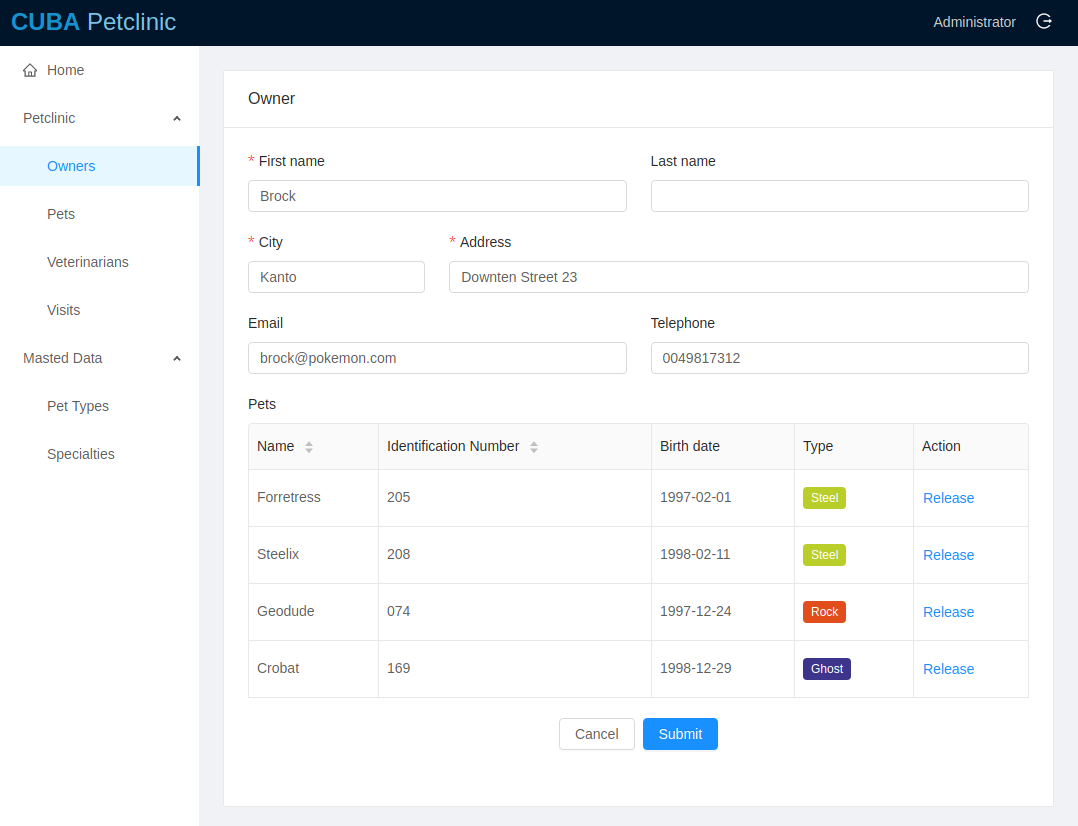 CUBA Petclinic
Administrator
Home
Petclinic
Owners
Pets
Veterinarians
Visits
Masted Data
Pet Types
Specialties
Owner
* First name
Last name
Brock
* City
* Address
Kanto
Downten Street 23
Email
Telephone
brock@pokemon.com
0049817312
Pets
Name Identification Number Birth date Type Action
Forretress 205 1997-02-01 Steel Release
Steelix 208 1998-02-11 Steel Release
Geodude 074 1997-12-24 Rock Release
Crobat 169 1998-12-29 Ghost Release
Cancel Submit